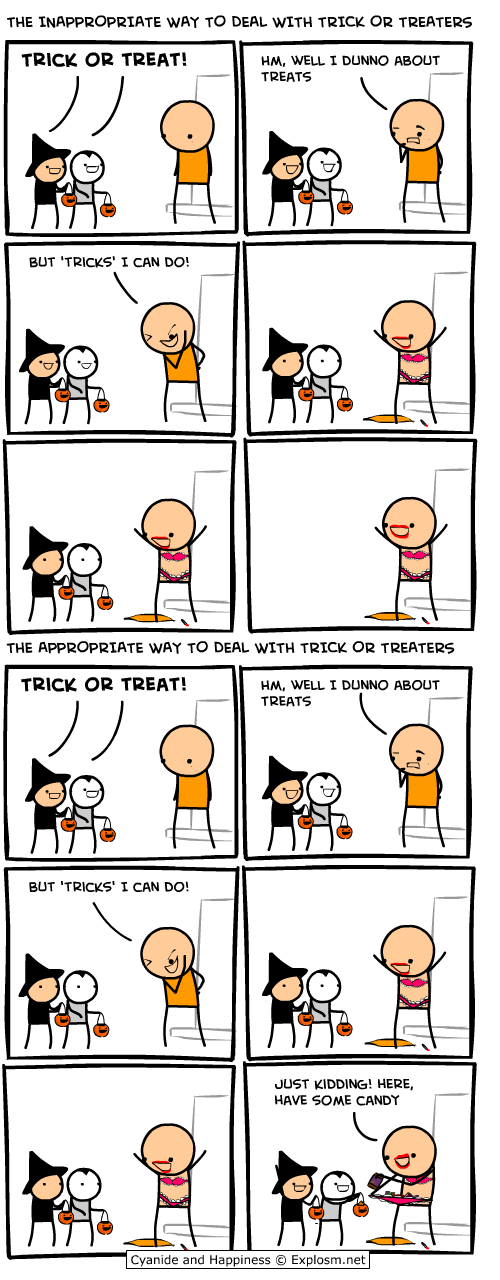 THE INAPPROPRIATE WAY TO DEAL WITH TRICK OR TREATERS
TRICK OR TREAT!
HM, WELL I DUNNO ABOUT
TREATS
BUT 'TRICKS' I CAN DO!
THE APPROPRIATE WAY TO DEAL WITH TRICK OR TREATERS
TRICK OR TREAT!
HM, WELL I DUNNO ABOUT
TREATS
BUT 'TRICKS' I CAN DO!
JUST KIDDING! HERE,
HAVE SOME CANDY
Cyanide and Happiness © Explosm.net